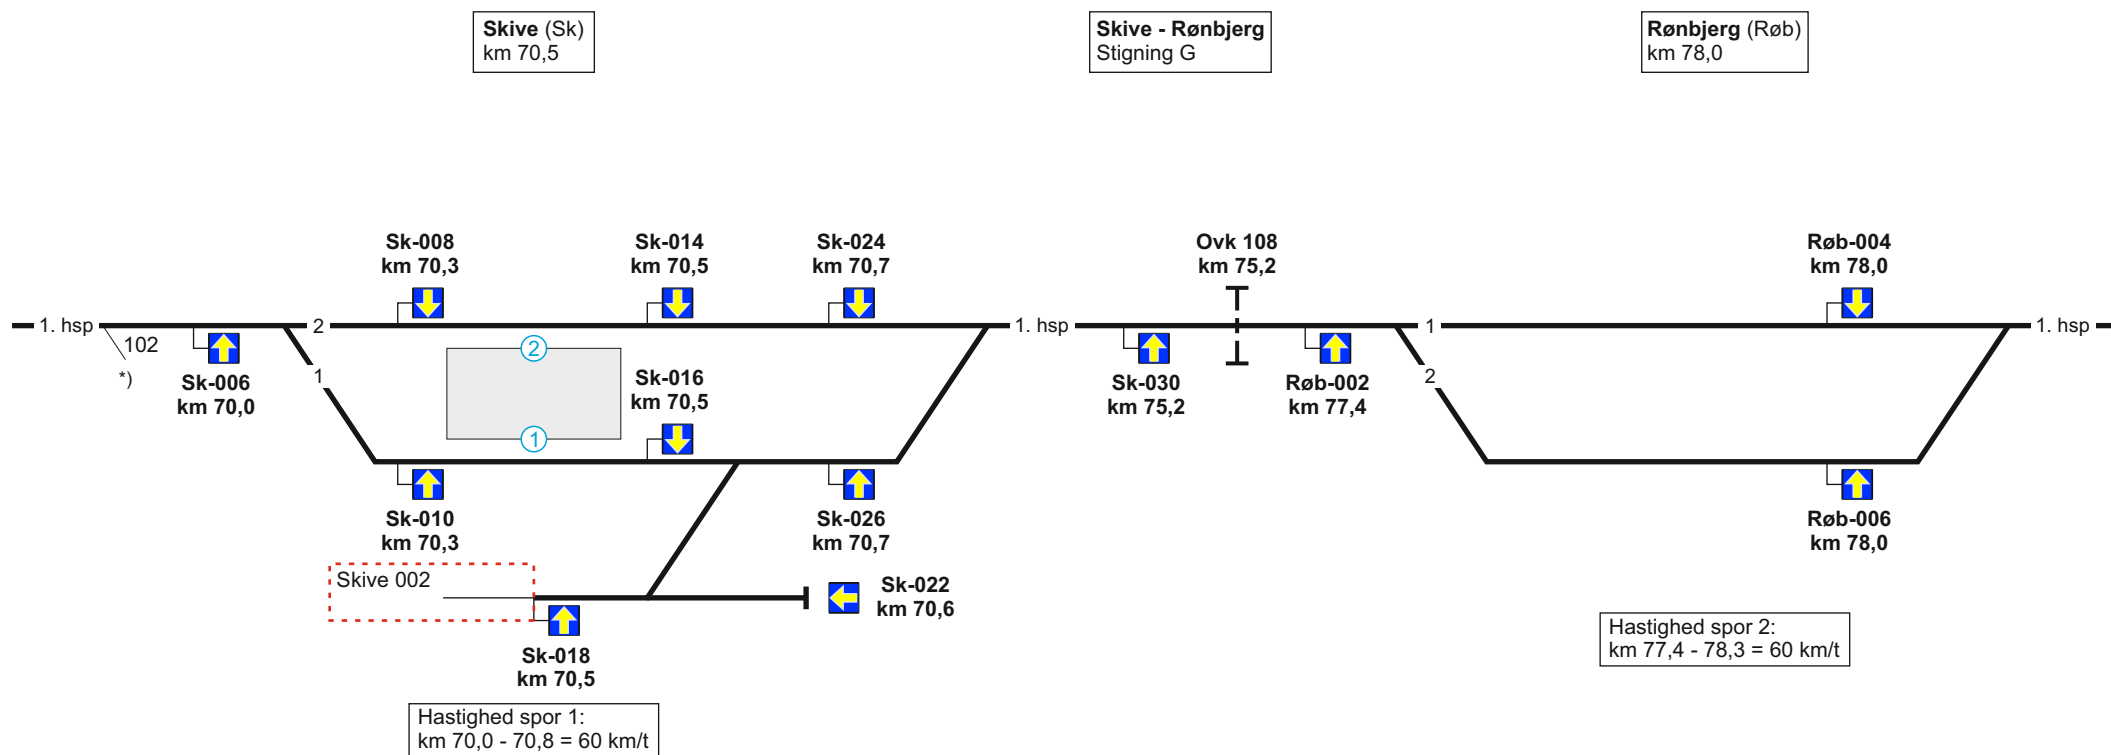 Skive (Sk)
km 70,5
Skive - Rønbjerg
Stigning G
Rønbjerg (Røb)
km 78,0
Sk-008
km 70,3
Sk-014
km 70,5
Sk-024
km 70,7
Ovk 108
km 75,2
Røb-004
km 78,0
1. hsp
2
1. hsp
1
1. hsp
102
*)
Sk-006
km 70,0
1
2
Sk-016
km 70,5
Sk-030
km 75,2
Røb-002
km 77,4
2
1
Sk-010
km 70,3
Sk-026
km 70,7
Røb-006
km 78,0
Skive 002
Sk-022
km 70,6
Sk-018
km 70,5
Hastighed spor 2:
km 77,4 - 78,3 = 60 km/t
Hastighed spor 1:
km 70,0 - 70,8 = 60 km/t